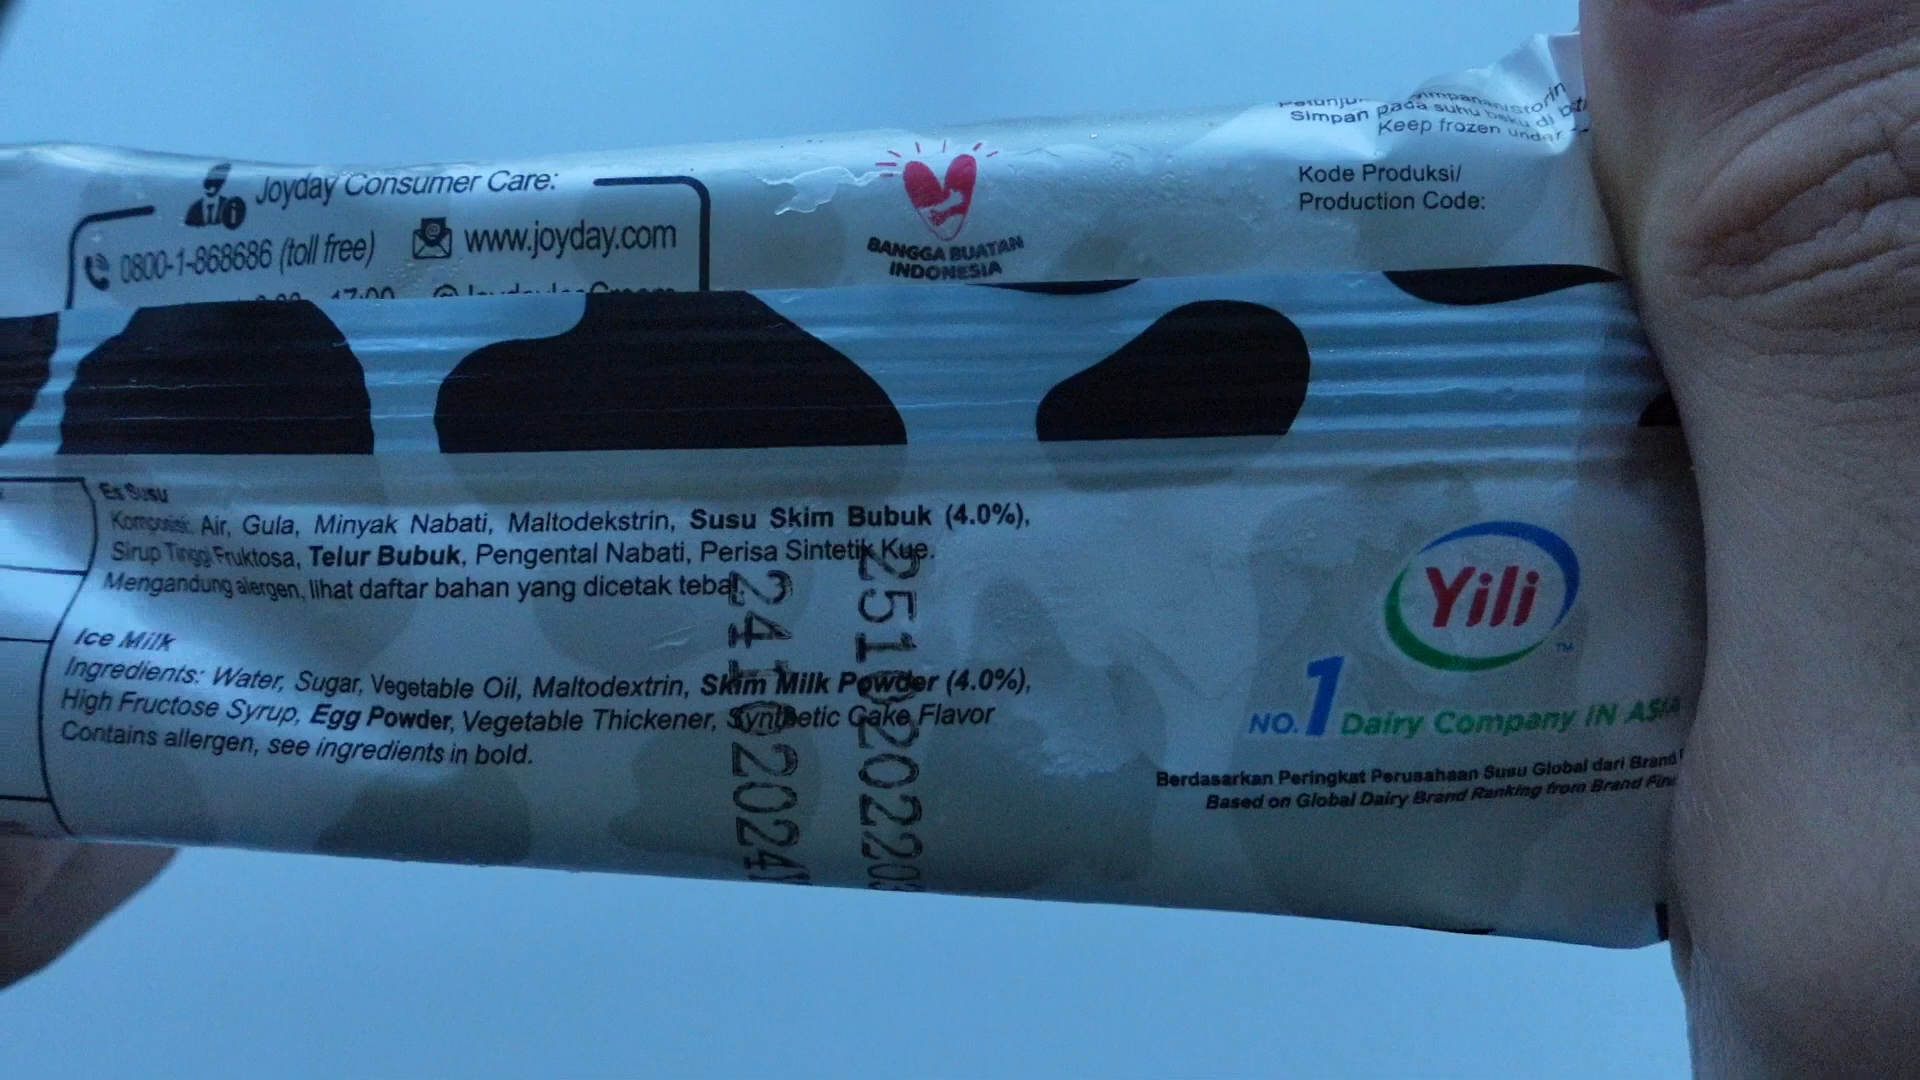 Joyday Consumer Care:
0800-1-868686 (toll free)
www.joyday.com
17:00
BANGGA BUATAN
INDONESIA
Simpan pada suhu beku di
Keep frozen under
Kode Produksi/
Production Code:
Es Susu
Komposisi: Air, Gula, Minyak Nabati, Maltodekstrin, Susu Skim Bubuk (4.0%),
Sirup Tinggi Fruktosa, Telur Bubuk, Pengental Nabati, Perisa Sintetik Kue.
Mengandung alergen, lihat daftar bahan yang dicetak tebal.
Ice Milk
Ingredients: Water, Sugar, Vegetable Oil, Maltodextrin, Skim Milk Powder (4.0%),
High Fructose Syrup, Egg Powder, Vegetable Thickener, Synthetic Cake Flavor
Contains allergen, see ingredients in bold.
Yili
TM
NO.1 Dairy Company IN ASIA
Berdasarkan Peringkat Perusahaan Susu Global dari Brand
Based on Global Dairy Brand Ranking from Brand